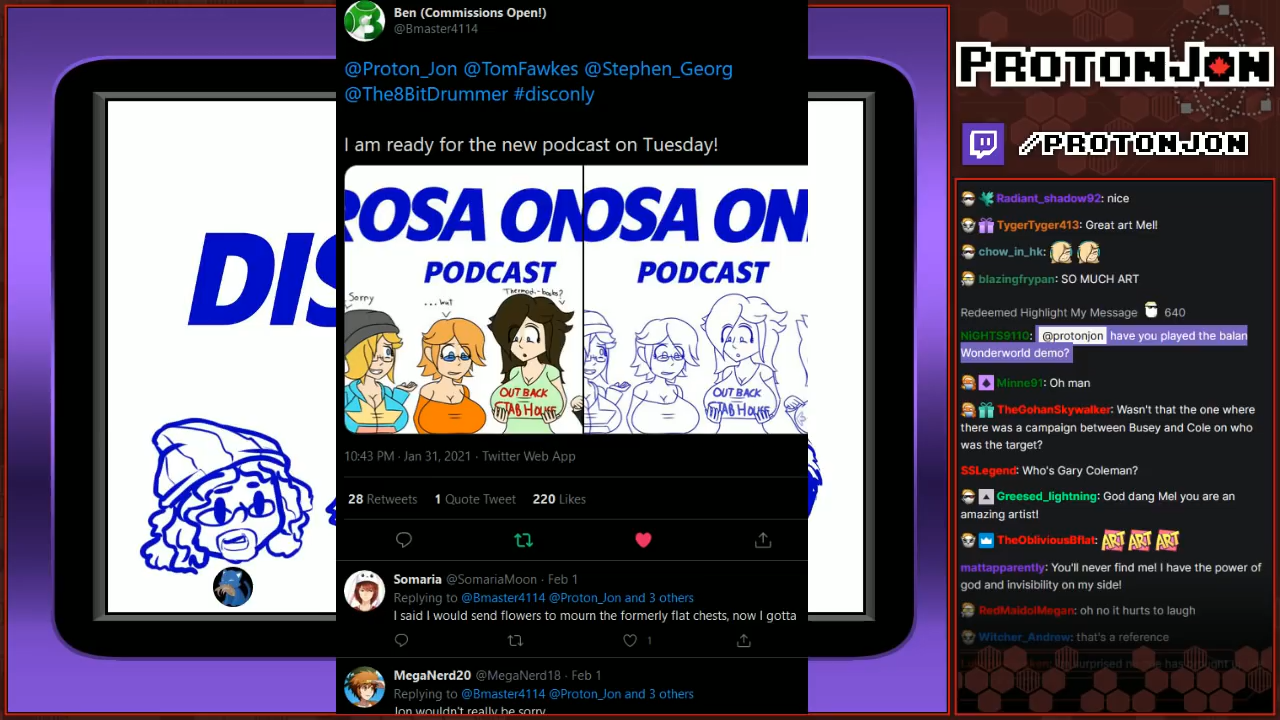 Ben (Commissions Open!)
@Bmaster4114
@Proton_Jon @TomFawkes @Stephen_Georg
@The8BitDrummer #disconly
I am ready for the new podcast on Tuesday!
ROSA ON
PODCAST
Sorry
...but
OUT BACK
STAB HOUSE
OSA ON
PODCAST
OUT BACK
STAB HOUSE
DIS
10:43 PM · Jan 31, 2021 · Twitter Web App
28 Retweets 1 Quote Tweet 220 Likes
Somaria @SomariaMoon · Feb 1
Replying to @Bmaster4114 @Proton_Jon and 3 others
I said I would send flowers to mourn the formerly flat chests, now I gotta
1
MegaNerd20 @MegaNerd18 · Feb 1
Replying to @Bmaster4114 @Proton_Jon and 3 others
Jon wouldn't really be sorry
PROTONJON
/PROTONJON
Radiant_shadow92: nice
TygerTyger413: Great art Mel!
chow_in_hk:
blazingfrypan: SO MUCH ART
Redeemed Highlight My Message 640
NiGHTS9110: @protonjon have you played the balan
Wonderworld demo?
Minne91: Oh man
TheGohanSkywalker: Wasn't that the one where
there was a campaign between Busey and Cole on who
was the target?
SSLegend: Who's Gary Coleman?
Greesed_lightning: God dang Mel you are an
amazing artist!
TheObliviousBflat: ART ART ART
mattapparently: You'll never find me! I have the power of
god and invisibility on my side!
RedMaidofMegan: oh no it hurts to laugh
Witcher_Andrew: that's a reference